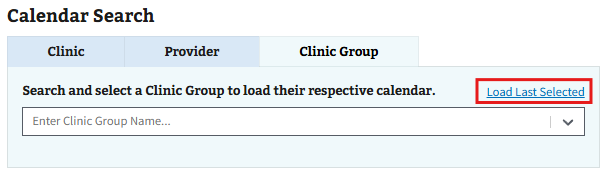 Calendar Search
Clinic
Provider
Clinic Group
Search and select a Clinic Group to load their respective calendar.
Load Last Selected
Enter Clinic Group Name...